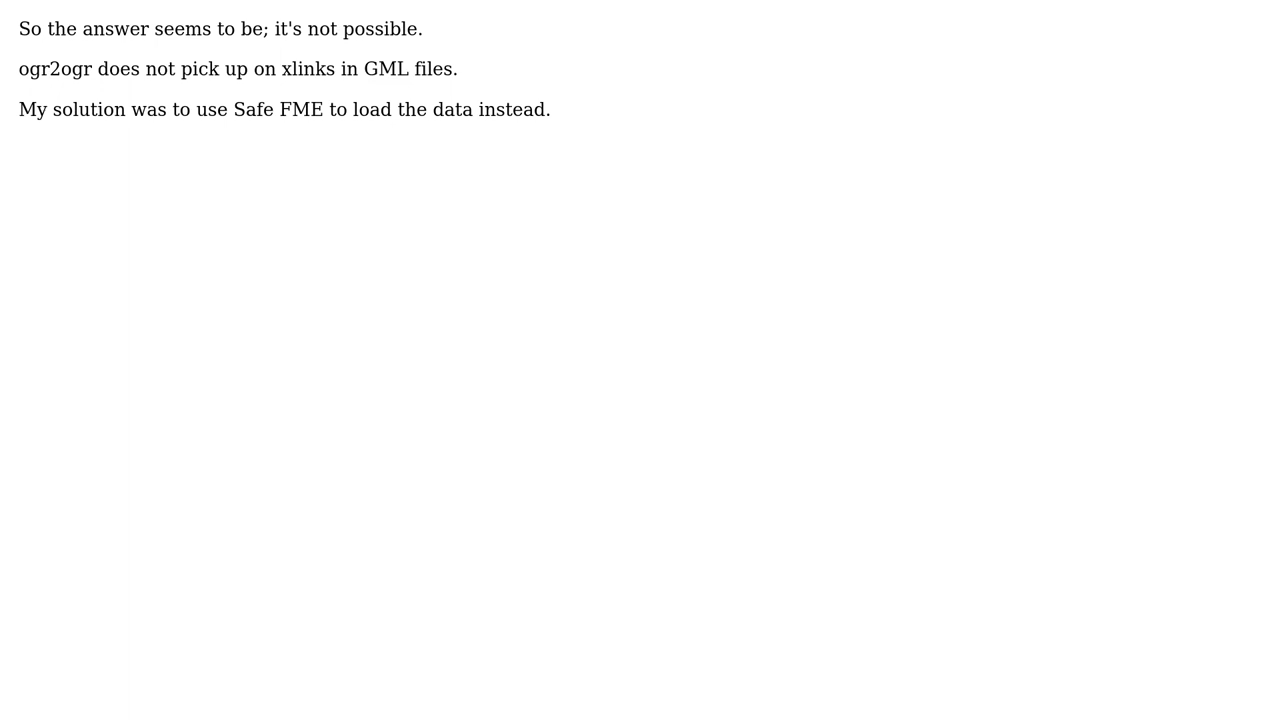 So the answer seems to be; it's not possible.
ogr2ogr does not pick up on xlinks in GML files.
My solution was to use Safe FME to load the data instead.